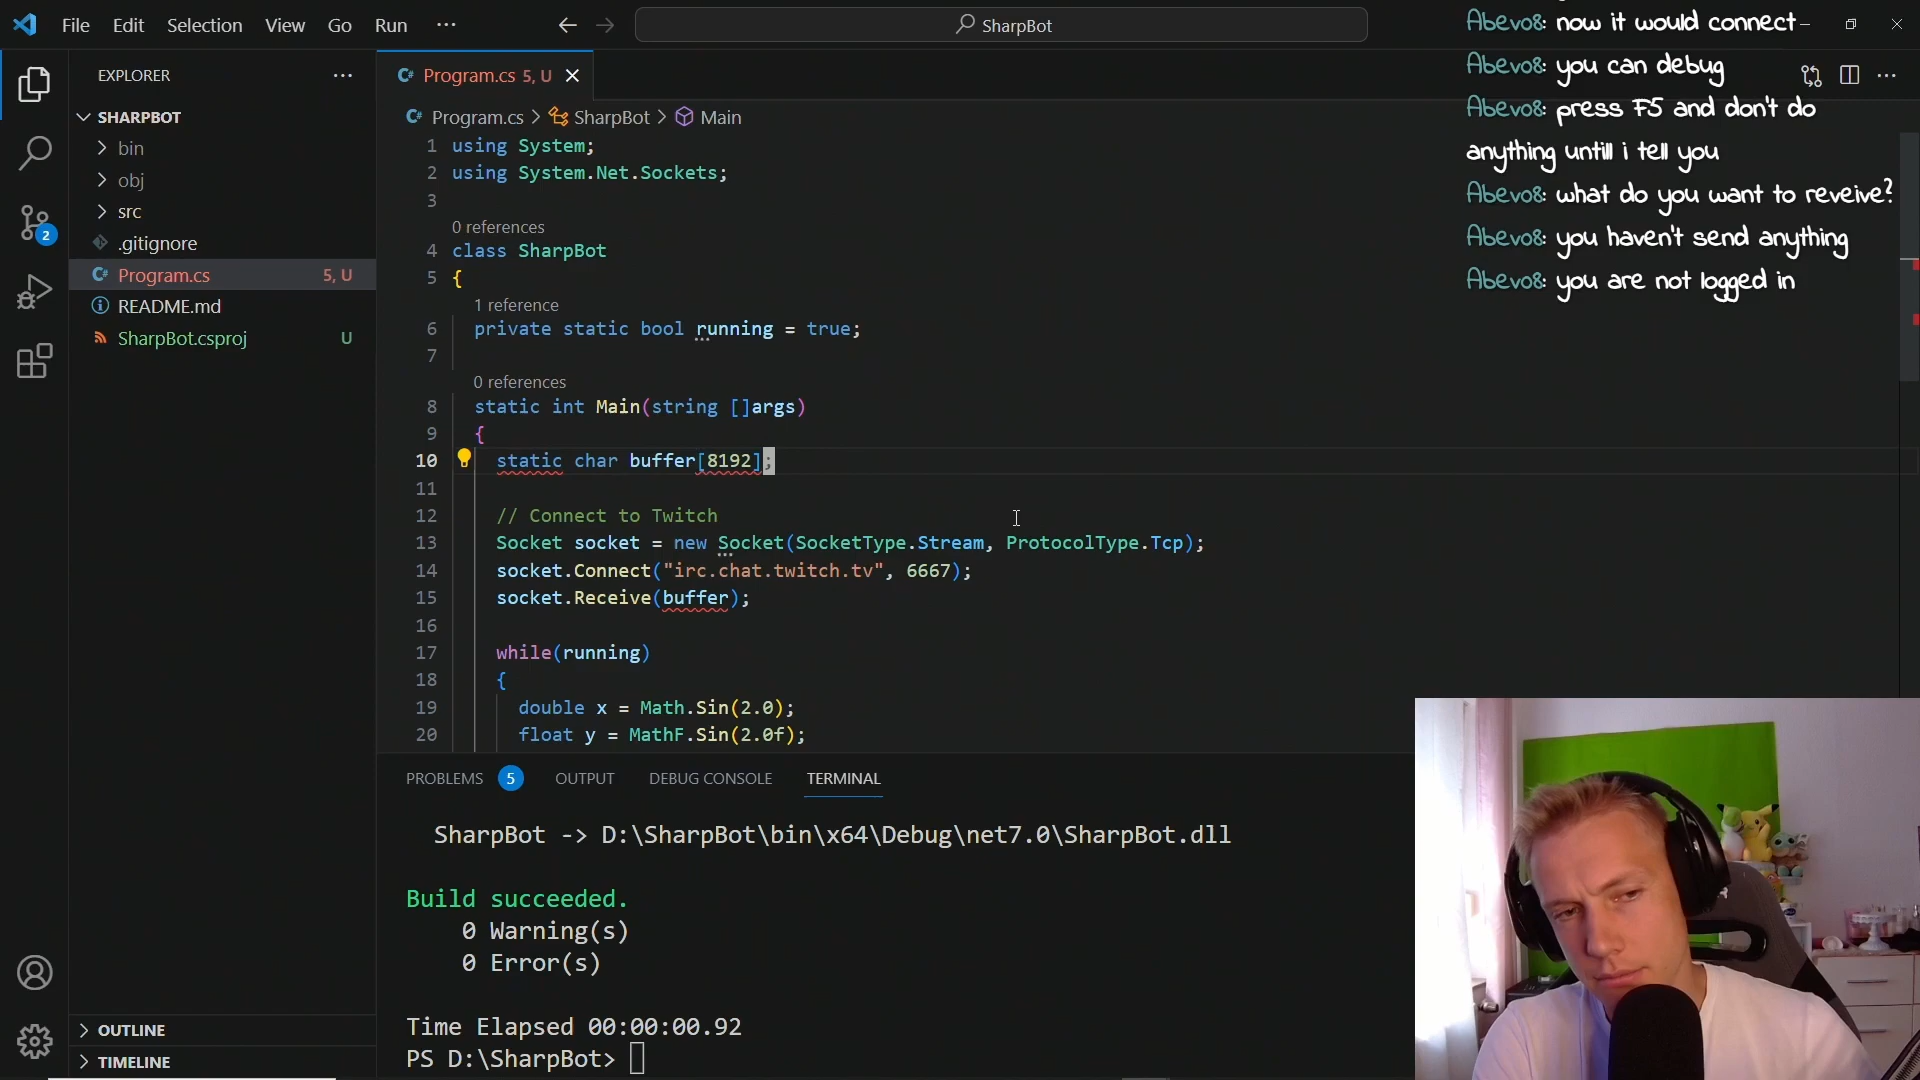 File Edit Selection View Go Run ··· SharpBot
EXPLORER ···
SHARPBOT
bin
obj
src
.gitignore
Program.cs 5, U
README.md
SharpBot.csproj U
OUTLINE
TIMELINE
2
C# Program.cs 5, U
C# Program.cs > SharpBot > Main
1 using System;
2 using System.Net.Sockets;
3
0 references
4 class SharpBot
5 {
1 reference
6 private static bool running = true;
7
0 references
8 static int Main(string []args)
9 {
10 static char buffer[8192];
11
12 // Connect to Twitch
13 Socket socket = new Socket(SocketType.Stream, ProtocolType.Tcp);
14 socket.Connect("irc.chat.twitch.tv", 6667);
15 socket.Receive(buffer);
16
17 while(running)
18 {
19 double x = Math.Sin(2.0);
20 float y = MathF.Sin(2.0f);
PROBLEMS 5 OUTPUT DEBUG CONSOLE TERMINAL
SharpBot -> D:\SharpBot\bin\x64\Debug\net7.0\SharpBot.dll
Build succeeded.
0 Warning(s)
0 Error(s)
Time Elapsed 00:00:00.92
PS D:\SharpBot>
Abevo8: now it would connect
Abevo8: you can debug
Abevo8: press F5 and don't do
anything untill i tell you
Abevo8: what do you want to reveive?
Abevo8: you haven't send anything
Abevo8: you are not logged in